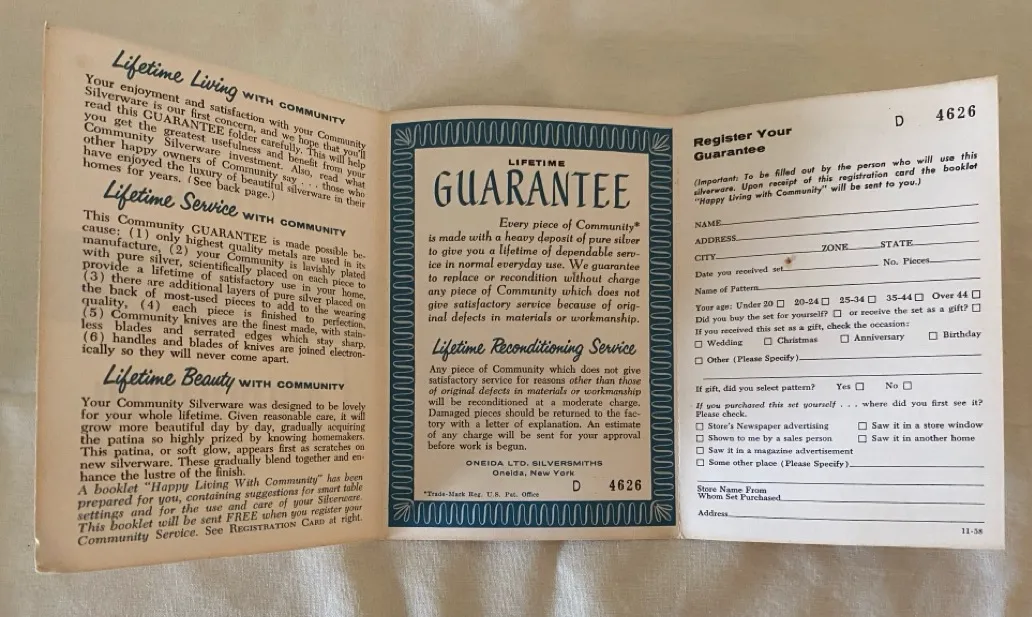 Lifetime Living WITH COMMUNITY
Your enjoyment and satisfaction with your Community
Silverware is our first concern, and we hope that you'll
read this GUARANTEE folder carefully. This will help
you get the greatest usefulness and benefit from your
Community Silverware investment. Also, read what
other happy owners of Community say . . . those who
have enjoyed the luxury of beautiful silverware in their
homes for years. (See back page.)
Lifetime Service WITH COMMUNITY
This Community GUARANTEE is made possible be-
cause: (1) only highest quality metals are used in its
manufacture, (2) your Community is lavishly plated
with pure silver, scientifically placed on each piece to
provide a lifetime of satisfactory use in your home,
(3) there are additional layers of pure silver placed on
the back of most-used pieces to add to the wearing
quality, (4) each piece is finished to perfection,
(5) Community knives are the finest made, with stain-
less blades and serrated edges which stay sharp.
(6) handles and blades of knives are joined electron-
ically so they will never come apart.
Lifetime Beauty WITH COMMUNITY
Your Community Silverware was designed to be lovely
for your whole lifetime. Given reasonable care, it will
grow more beautiful day by day, gradually acquiring
the patina so highly prized by knowing homemakers.
This patina, or soft glow, appears first as scratches on
new silverware. These gradually blend together and en-
hance the lustre of the finish.
A booklet "Happy Living With Community" has been
prepared for you, containing suggestions for smart table
settings and for the use and care of your Silverware.
This booklet will be sent FREE when you register your
Community Service. See REGISTRATION CARD at right.
LIFETIME
GUARANTEE
Every piece of Community*
is made with a heavy deposit of pure silver
to give you a lifetime of dependable serv-
ice in normal everyday use. We guarantee
to replace or recondition without charge
any piece of Community which does not
give satisfactory service because of orig-
inal defects in materials or workmanship.
Lifetime Reconditioning Service
Any piece of Community which does not give
satisfactory service for reasons other than those
of original defects in materials or workmanship
will be reconditioned at a moderate charge.
Damaged pieces should be returned to the fac-
tory with a letter of explanation. An estimate
of any charge will be sent for your approval
before work is begun.
ONEIDA LTD. SILVERSMITHS
Oneida, New York
D 4626
*Trade-Mark Reg. U.S. Pat. Office
D 4626
Register Your
Guarantee
(Important: To be filled out by the person who will use this
silverware. Upon receipt of this registration card the booklet
"Happy Living with Community" will be sent to you.)
NAME
ADDRESS
CITY ZONE STATE
Date you received set No. Pieces
Name of Pattern
Your age: Under 20 □ 20-24 □ 25-34 □ 35-44 □ Over 44 □
Did you buy the set for yourself? □ or receive the set as a gift? □
If you received this set as a gift, check the occasion:
□ Wedding □ Christmas □ Anniversary □ Birthday
□ Other (Please Specify)
If gift, did you select pattern? Yes □ No □
If you purchased this set yourself . . . where did you first see it?
Please check.
□ Store's Newspaper advertising □ Saw it in a store window
□ Shown to me by a sales person □ Saw it in another home
□ Saw it in a magazine advertisement
□ Some other place (Please Specify)
Store Name From
Whom Set Purchased
Address
11-58